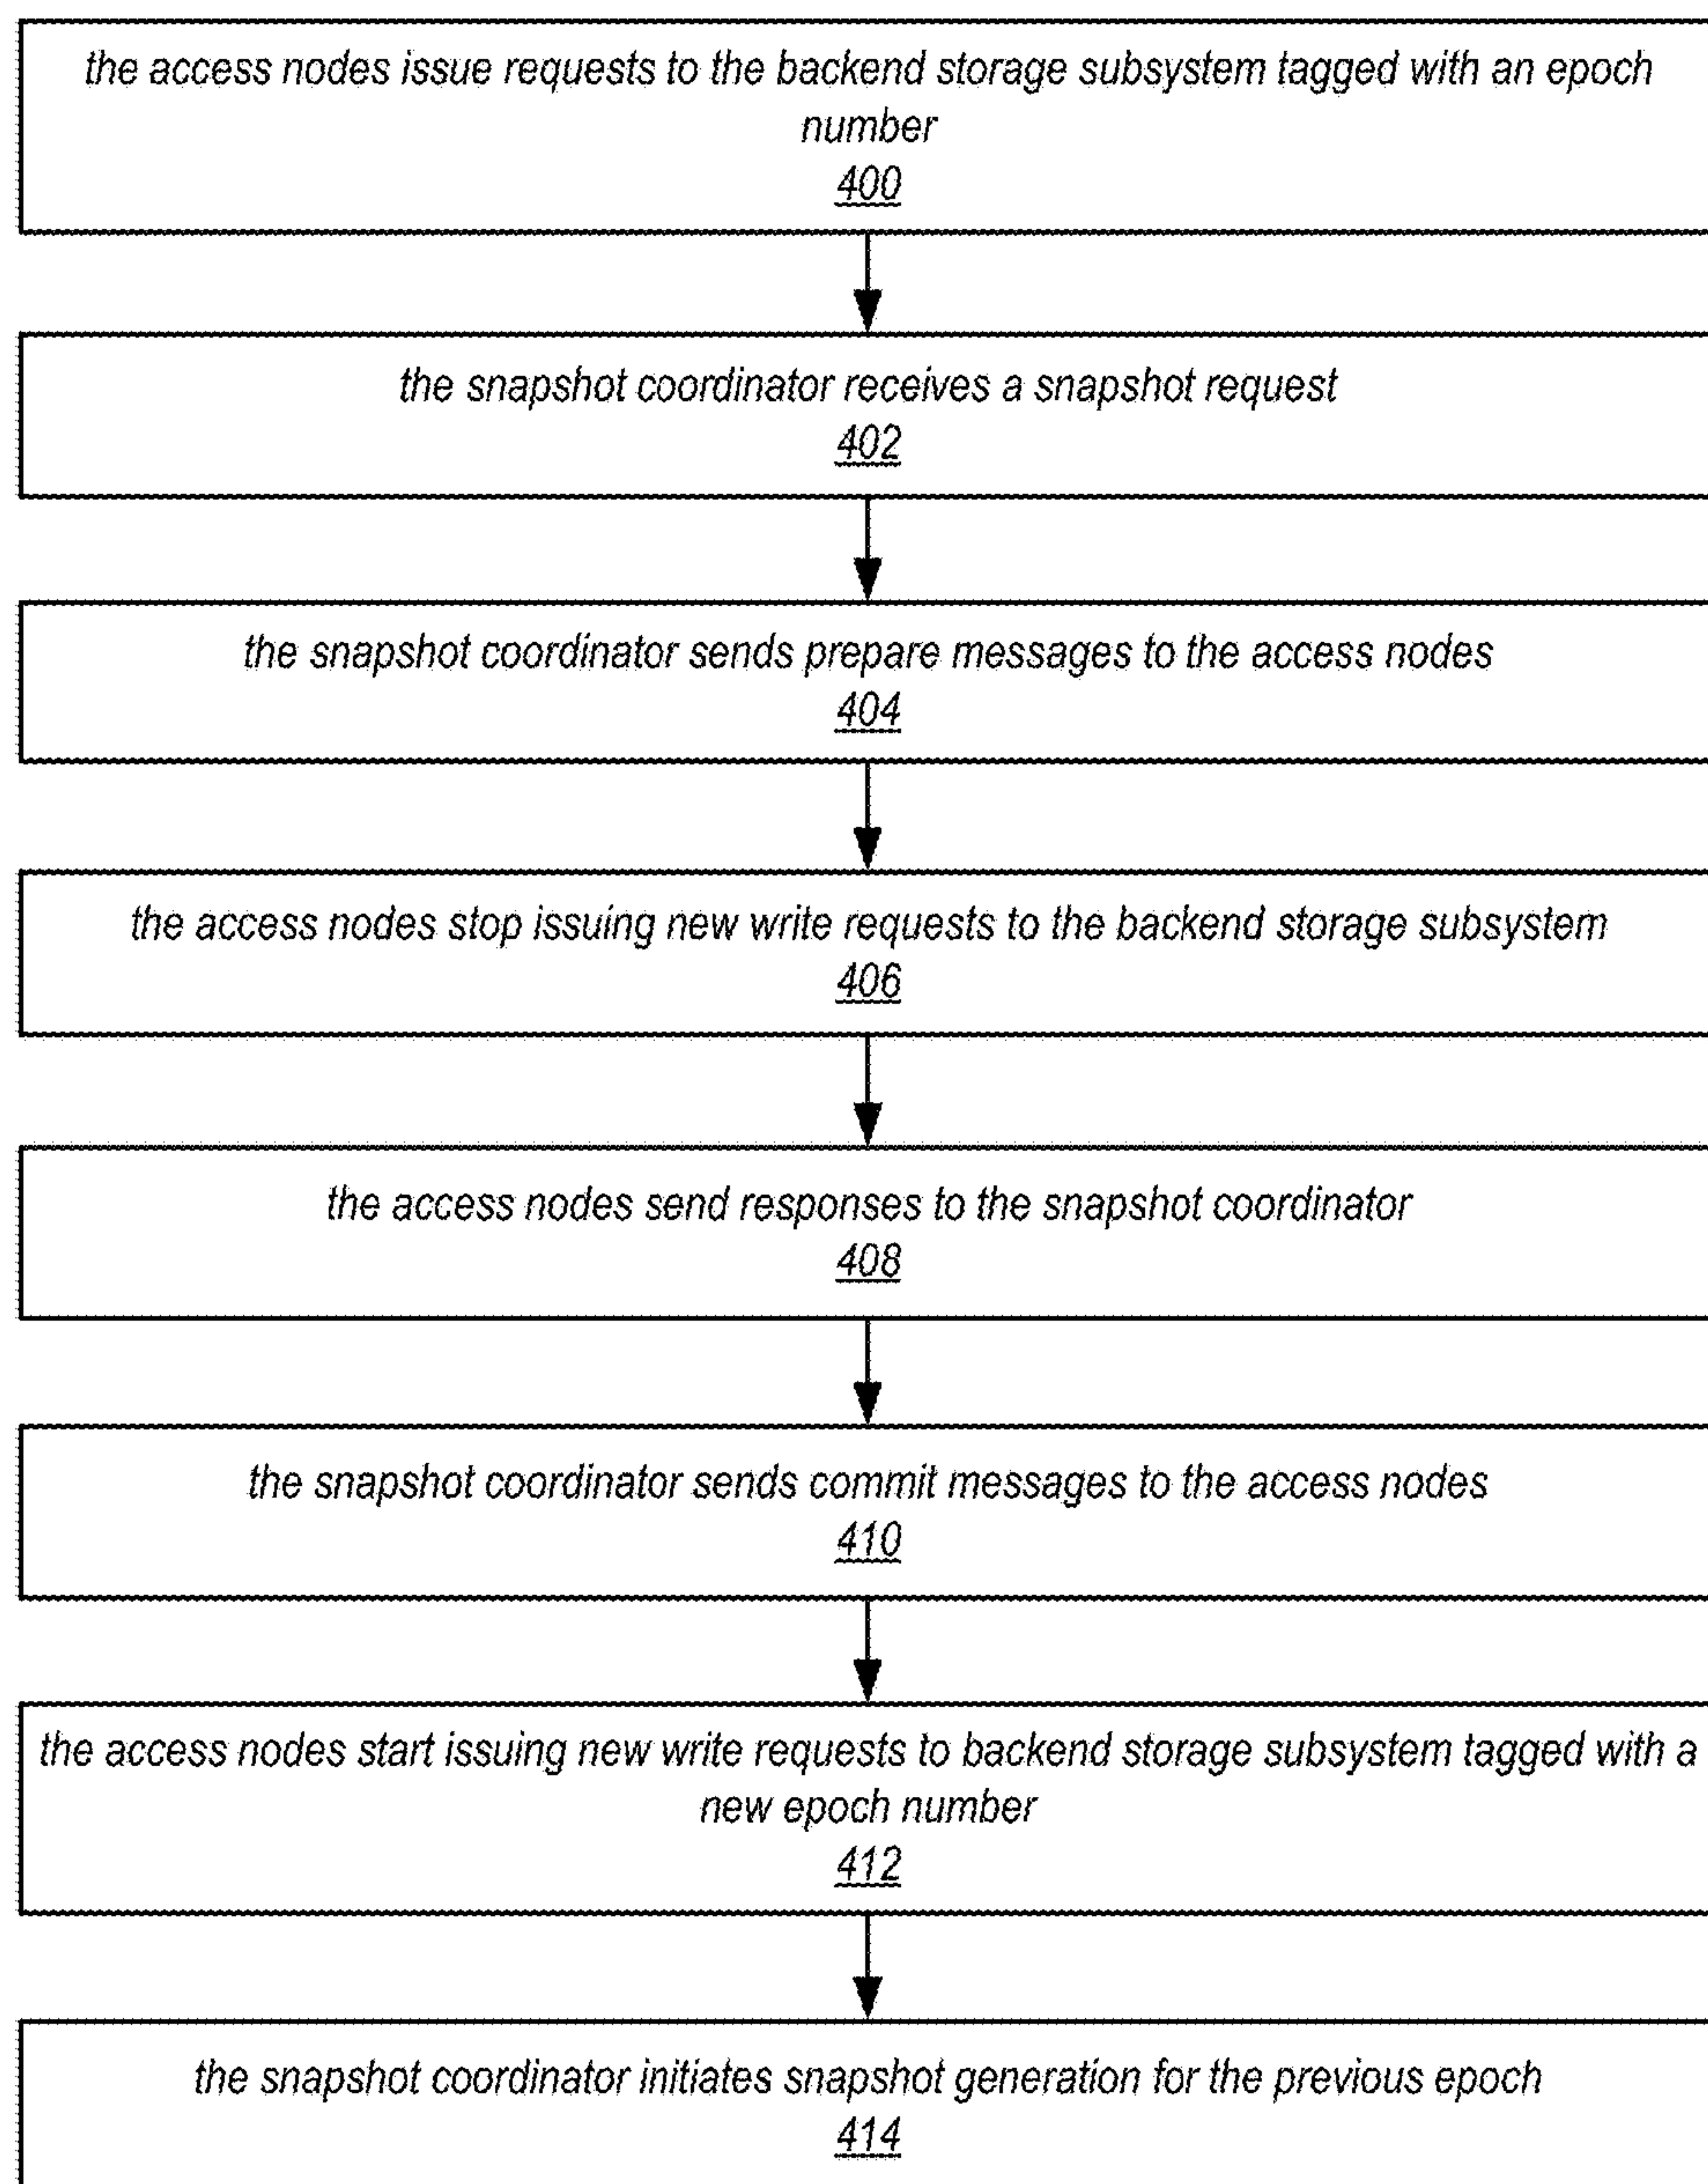 the access nodes issue requests to the backend storage subsystem tagged with an epoch
number
400
the snapshot coordinator receives a snapshot request
402
the snapshot coordinator sends prepare messages to the access nodes
404
the access nodes stop issuing new write requests to the backend storage subsystem
406
the access nodes send responses to the snapshot coordinator
408
the snapshot coordinator sends commit messages to the access nodes
410
the access nodes start issuing new write requests to backend storage subsystem tagged with a
new epoch number
412
the snapshot coordinator initiates snapshot generation for the previous epoch
414